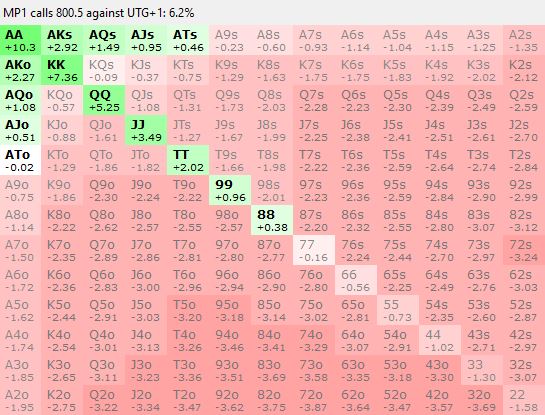 MP1 calls 800.5 against UTG+1: 6.2%
AA AKs AQs AJs ATs A9s A8s A7s A6s A5s A4s A3s A2s
+10.3 +2.92 +1.49 +0.95 +0.46 -0.23 -0.60 -0.93 -1.14 -1.04 -1.15 -1.25 -1.35
AKo KK KQs KJs KTs K9s K8s K7s K6s K5s K4s K3s K2s
+2.27 +7.36 -0.09 -0.37 -0.75 -1.29 -1.63 -1.75 -1.83 -1.92 -2.02 -2.12
AQo KQo QQ QJs QTs Q9s Q8s Q7s Q6s Q5s Q4s Q3s Q2s
+1.08 -0.57 +5.25 -1.08 -1.31 -1.73 -2.03 -2.28 -2.23 -2.30 -2.39 -2.49 -2.59
AJo KJo QJo JJ JTs J9s J8s J7s J6s J5s J4s J3s J2s
+0.51 -0.88 -1.61 +3.49 -1.27 -1.67 -1.99 -2.25 -2.38 -2.41 -2.51 -2.61 -2.70
ATo KTo QTo JTo TT T9s T8s T7s T6s T5s T4s T3s T2s
-0.02 -1.29 -1.86 -1.82 +2.02 -1.66 -1.98 -2.22 -2.36 -2.59 -2.64 -2.74 -2.84
A9o K9o Q9o J9o T9o 99 98s 97s 96s 95s 94s 93s 92s
-0.75 -1.86 -2.30 -2.24 -2.22 +0.96 -2.01 -2.23 -2.36 -2.59 -2.84 -2.90 -2.99
A8o K8o Q8o J8o T8o 98o 88 87s 86s 85s 84s 83s 82s
-1.14 -2.22 -2.62 -2.57 -2.55 -2.57 +0.38 -2.20 -2.32 -2.55 -2.80 -3.07 -3.12
A7o K7o Q7o J7o T7o 97o 87o 77 76s 75s 74s 73s 72s
-1.50 -2.35 -2.89 -2.86 -2.81 -2.80 -2.77 -0.16 -2.24 -2.44 -2.70 -2.97 -3.24
A6o K6o Q6o J6o T6o 96o 86o 76o 66 65s 64s 63s 62s
-1.72 -2.36 -2.83 -3.00 -2.96 -2.94 -2.90 -2.80 -0.56 -2.25 -2.49 -2.76 -3.03
A5o K5o Q5o J5o T5o 95o 85o 75o 65o 55 54s 53s 52s
-1.62 -2.44 -2.91 -3.03 -3.20 -3.18 -3.14 -3.02 -2.81 -0.73 -2.35 -2.60 -2.87
A4o K4o Q4o J4o T4o 94o 84o 74o 64o 54o 44 43s 42s
-1.74 -2.54 -3.01 -3.13 -3.26 -3.46 -3.41 -3.29 -3.07 -2.91 -1.02 -2.71 -2.97
A3o K3o Q3o J3o T3o 93o 83o 73o 63o 53o 43o 33 32s
-1.85 -2.65 -3.11 -3.23 -3.36 -3.51 -3.69 -3.58 -3.35 -3.18 -3.30 -1.30 -3.07
A2o K2o Q2o J2o T2o 92o 82o 72o 62o 52o 42o 32o 22
-1.95 -2.75 -3.22 -3.34 -3.47 -3.62 -3.75 -3.87 -3.64 -3.47 -3.57 -3.68 1.58